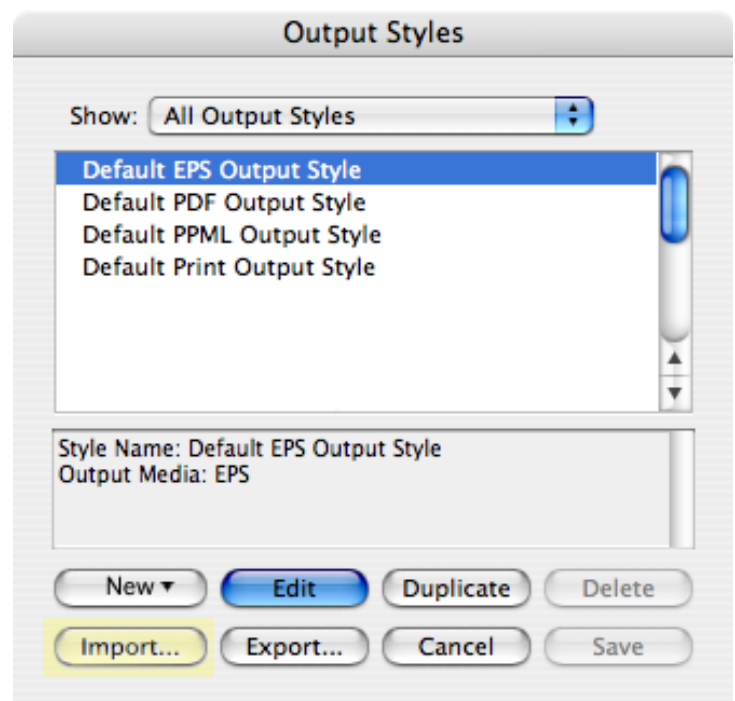 Output Styles
Show: All Output Styles
Default EPS Output Style
Default PDF Output Style
Default PPML Output Style
Default Print Output Style
Style Name: Default EPS Output Style
Output Media: EPS
New Edit Duplicate Delete
Import... Export... Cancel Save